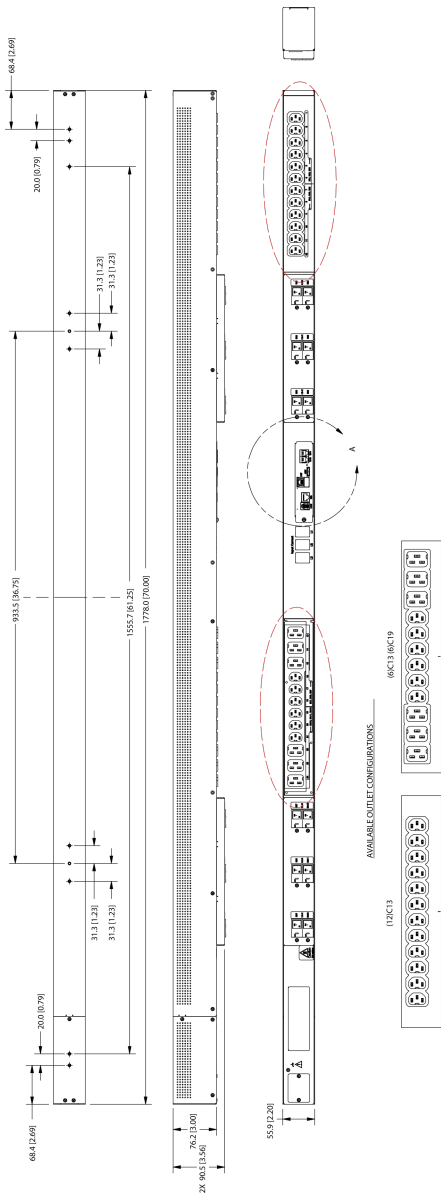 68.4 [2.69]
20.0 [0.79]
31.3 [1.23]
31.3 [1.23]
933.5 [36.75]
1555.7 [61.25]
1778.0 [70.00]
31.3 [1.23]
31.3 [1.23]
20.0 [0.79]
68.4 [2.69]
76.2 [3.00]
2X 90.5 [3.56]
55.9 [2.20]
A
AVAILABLE OUTLET CONFIGURATIONS
(12)C13
(6)C13 (6)C19